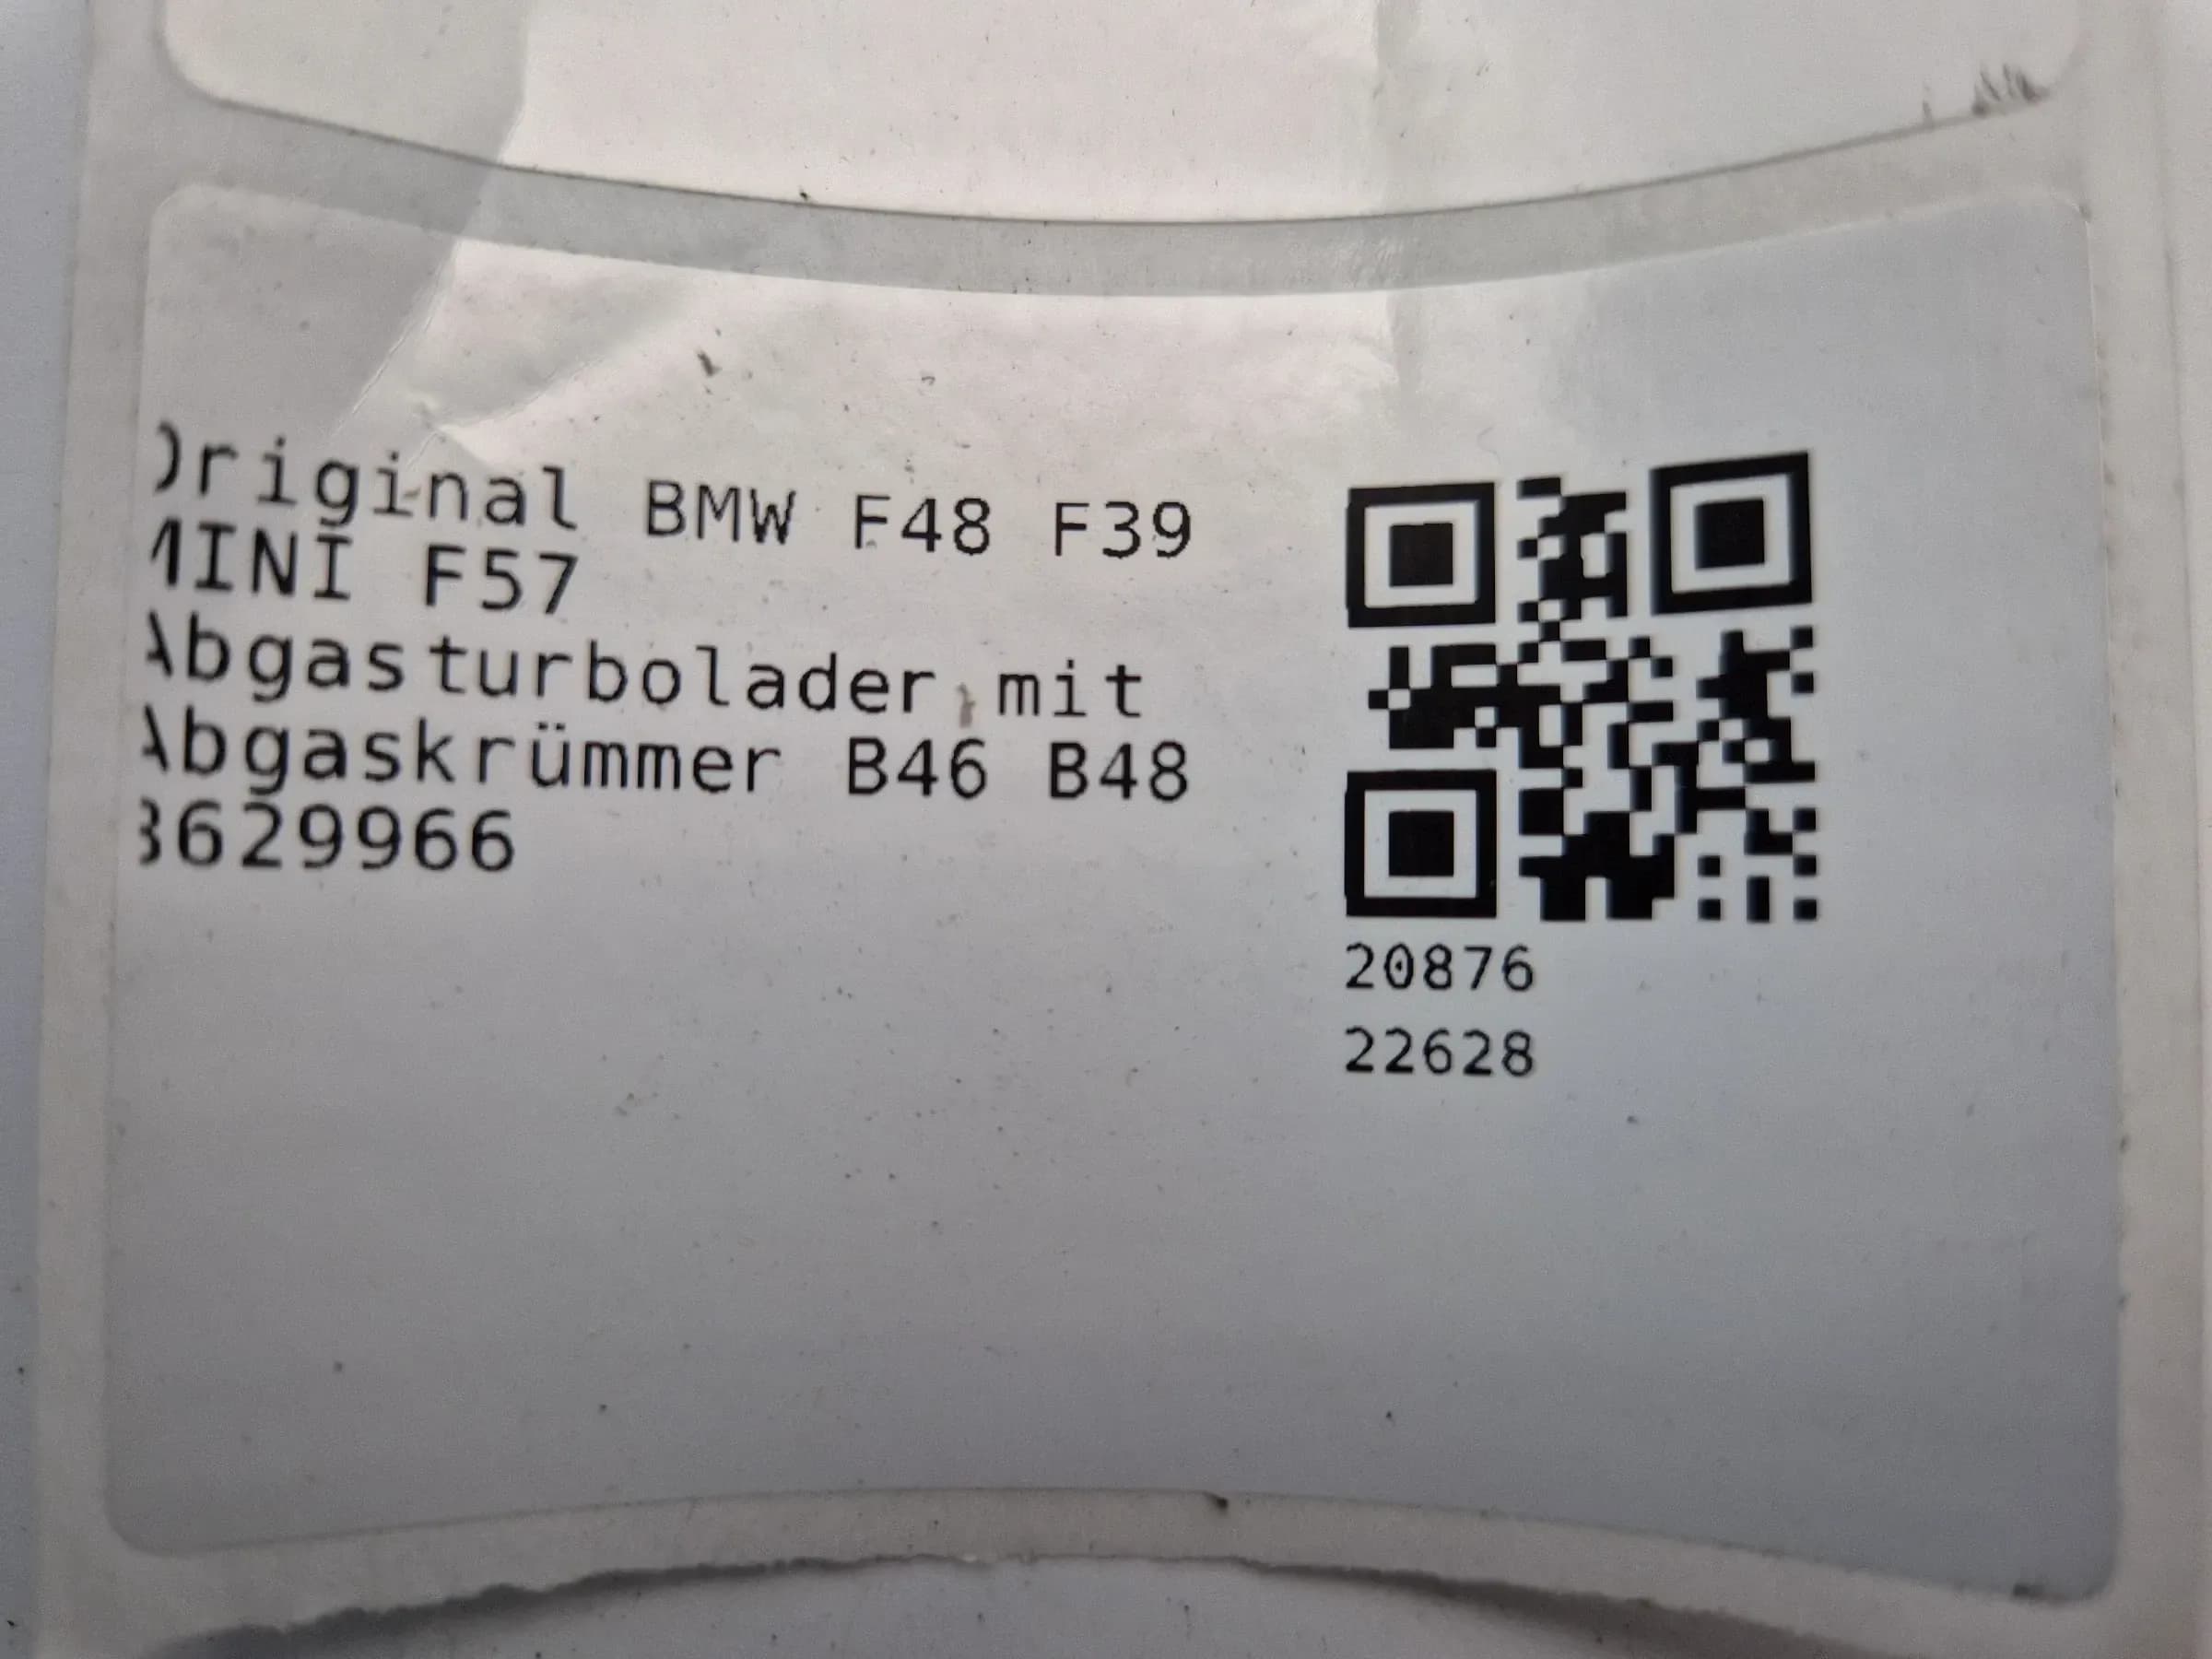 Original BMW F48 F39
MINI F57
Abgasturbolader mit
Abgaskrümmer B46 B48
8629966
20876
22628